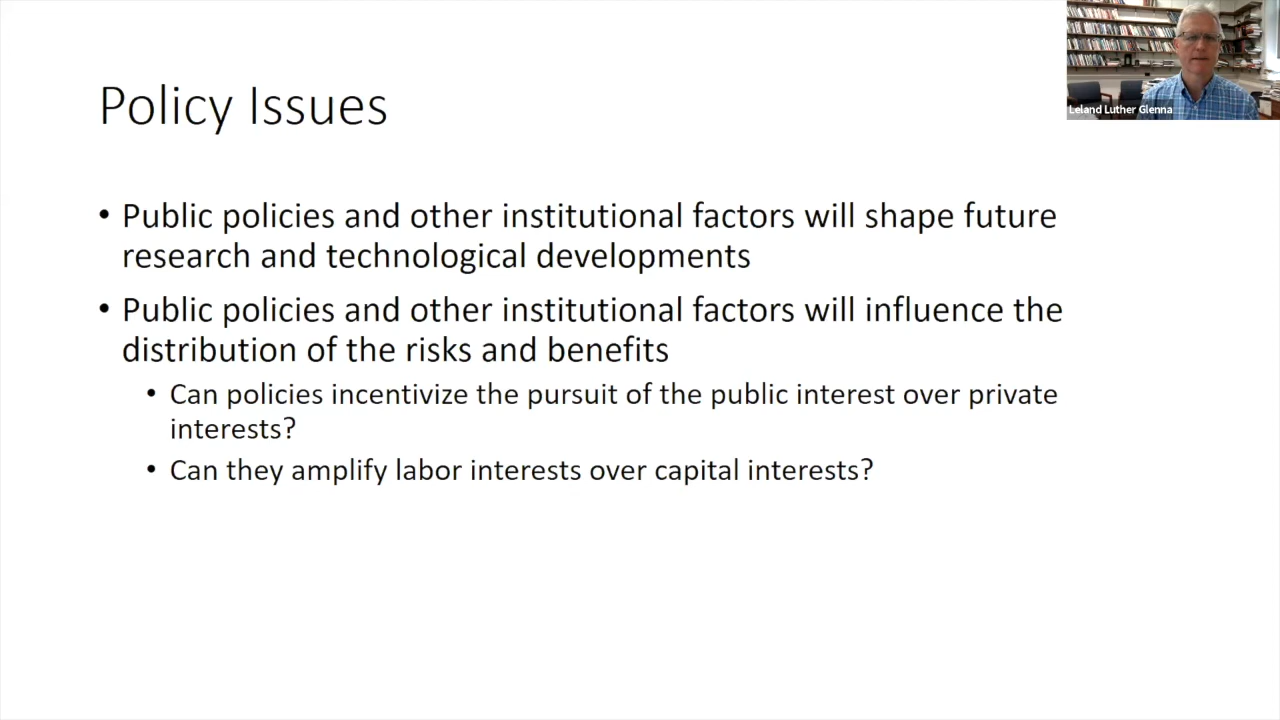 Leland Luther Glenna
Policy Issues
• Public policies and other institutional factors will shape future
research and technological developments
• Public policies and other institutional factors will influence the
distribution of the risks and benefits
• Can policies incentivize the pursuit of the public interest over private
interests?
• Can they amplify labor interests over capital interests?